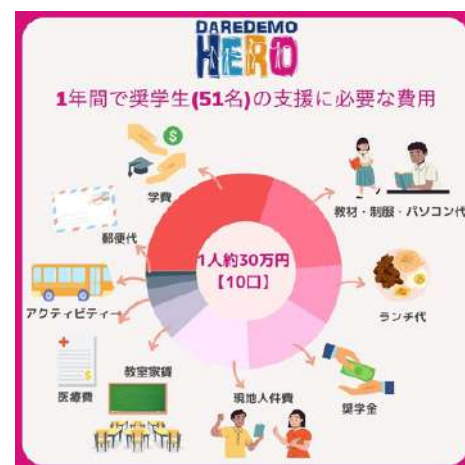 DAREDEMO
HERO
1年間で奨学生(51名)の支援に必要な費用
学費
教材・制服・パソコン代
郵便代
1人約30万円
【10口】
アクティビティー
ランチ代
医療費
教室家賃
現地人件費
奨学金